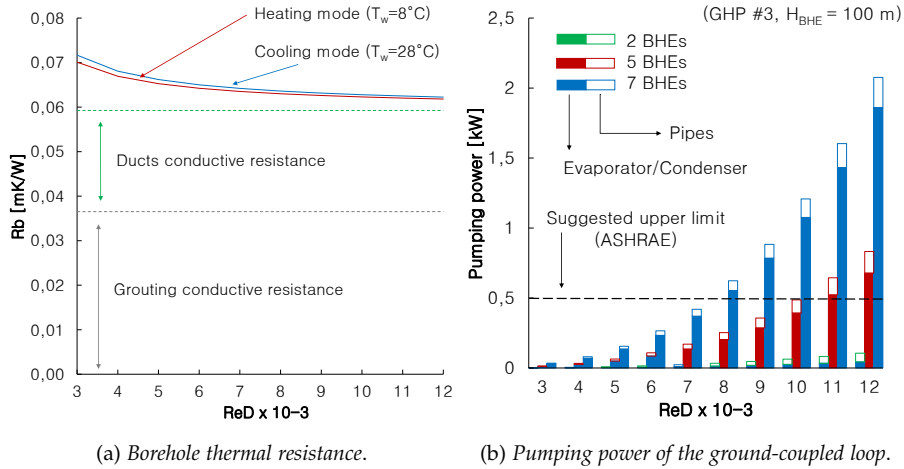 0,08
0,07
0,06
0,05
0,04
0,03
0,02
0,01
0,00
Rb [mK/W]
Heating mode (Tw=8°C)
Cooling mode (Tw=28°C)
Ducts conductive resistance
Grouting conductive resistance
3 4 5 6 7 8 9 10 11 12
ReD x 10-3
(a) Borehole thermal resistance.
(GHP #3, HBHE = 100 m)
2,5
2
1,5
1
0,5
0
Pumping power [kW]
2 BHEs
5 BHEs
7 BHEs
Pipes
Evaporator/Condenser
Suggested upper limit
(ASHRAE)
3 4 5 6 7 8 9 10 11 12
ReD x 10-3
(b) Pumping power of the ground-coupled loop.